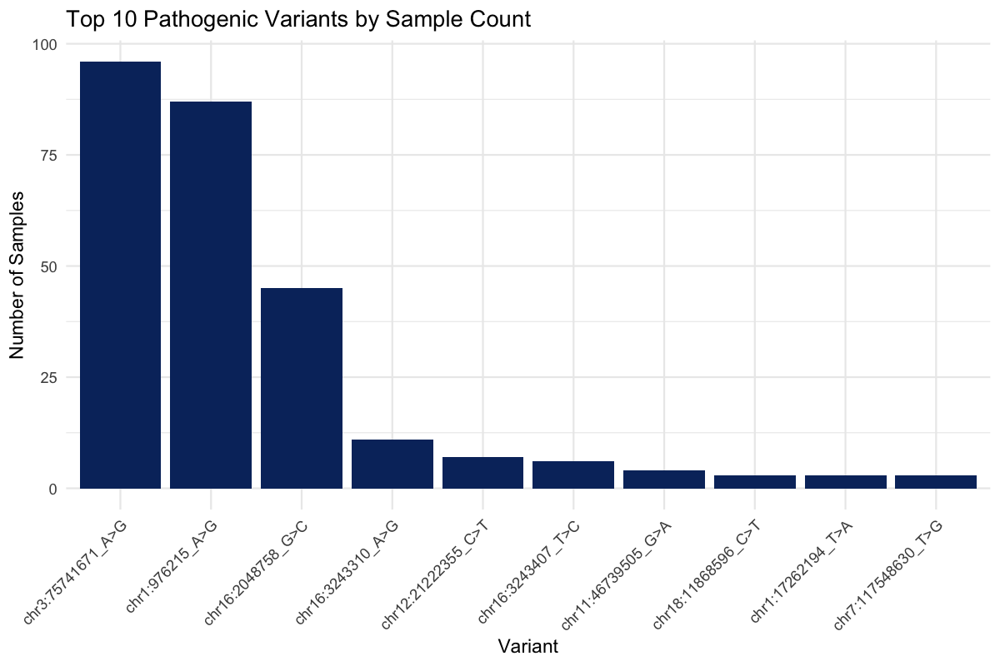 Top 10 Pathogenic Variants by Sample Count
Number of Samples
100
75
50
25
0
chr3:75741671_A>G
chr1:976215_A>G
chr16:2048758_G>C
chr16:3243310_A>G
chr12:21222355_C>T
chr16:3243407_T>C
chr11:46739505_G>A
chr18:11868596_C>T
chr1:17262194_T>A
chr7:117548630_T>G
Variant